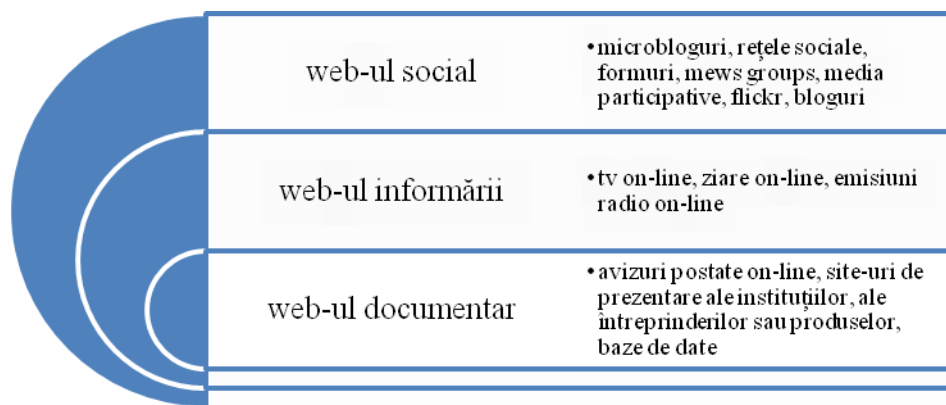 web-ul social
•microbloguri, rețele sociale,
formuri, mews groups, media
participative, flickr, bloguri
web-ul informării
•tv on-line, ziare on-line, emisiuni
radio on-line
web-ul documentar
•avizuri postate on-line, site-uri de
prezentare ale instituțiilor, ale
întreprinderilor sau produselor,
baze de date